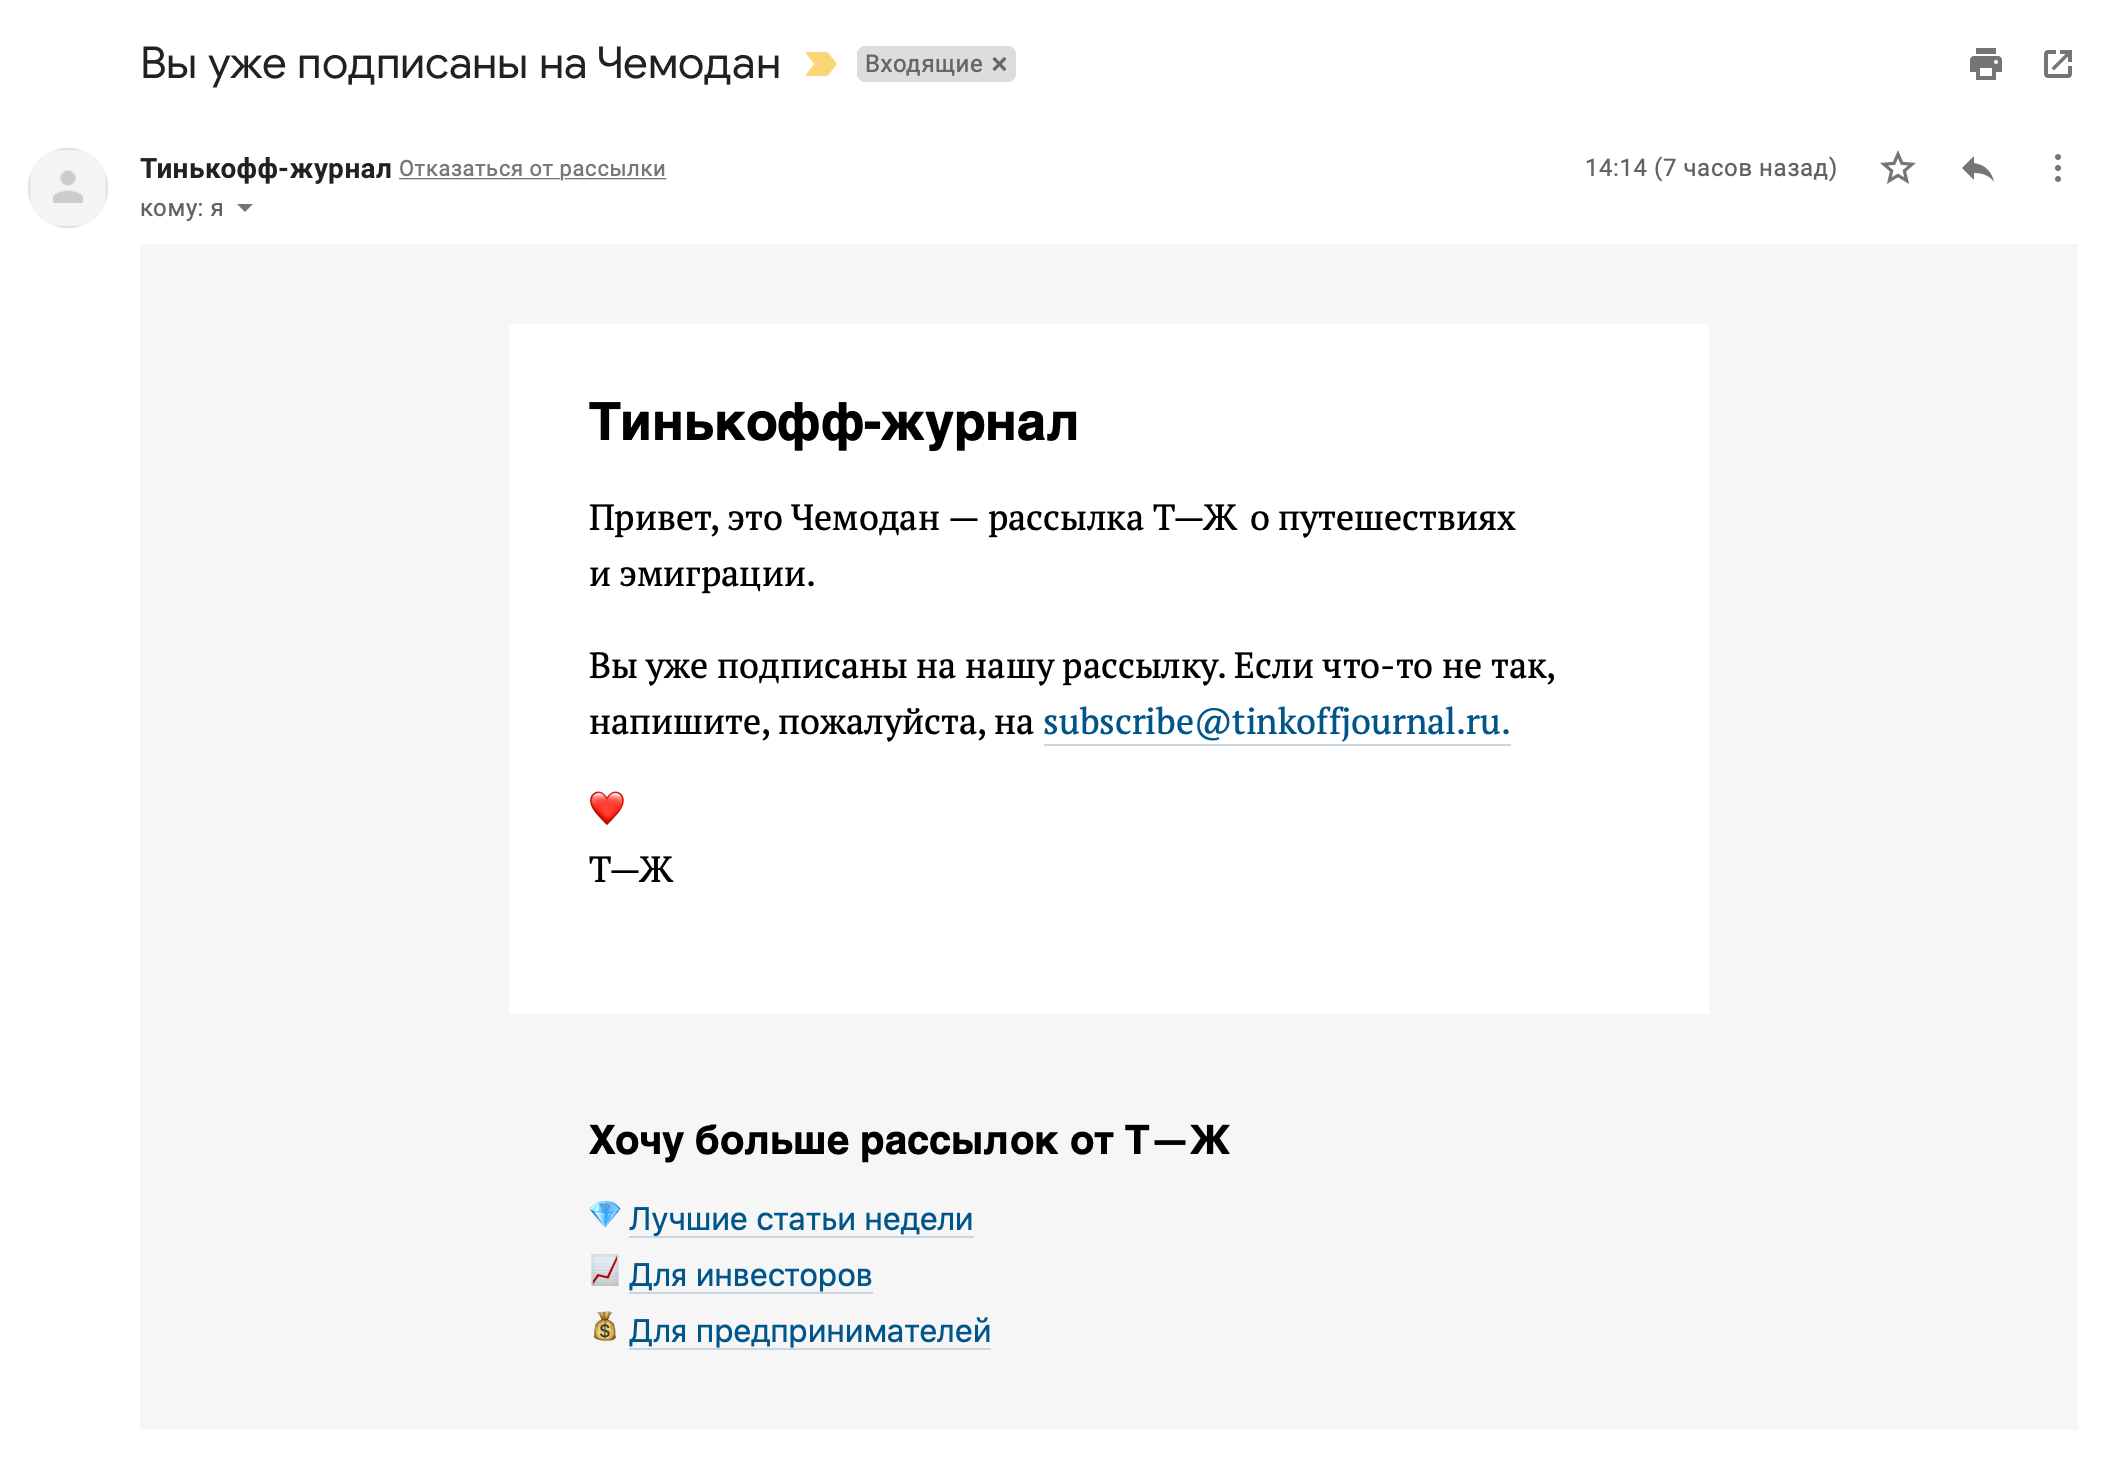 Вы уже подписаны на Чемодан Входящие ×
Тинькофф-журнал Отказаться от рассылки 14:14 (7 часов назад)
кому: я
Тинькофф-журнал
Привет, это Чемодан — рассылка Т—Ж о путешествиях
и эмиграции.
Вы уже подписаны на нашу рассылку. Если что-то не так,
напишите, пожалуйста, на subscribe@tinkoffjournal.ru.
❤️
Т—Ж
Хочу больше рассылок от Т—Ж
💎 Лучшие статьи недели
📈 Для инвесторов
💰 Для предпринимателей